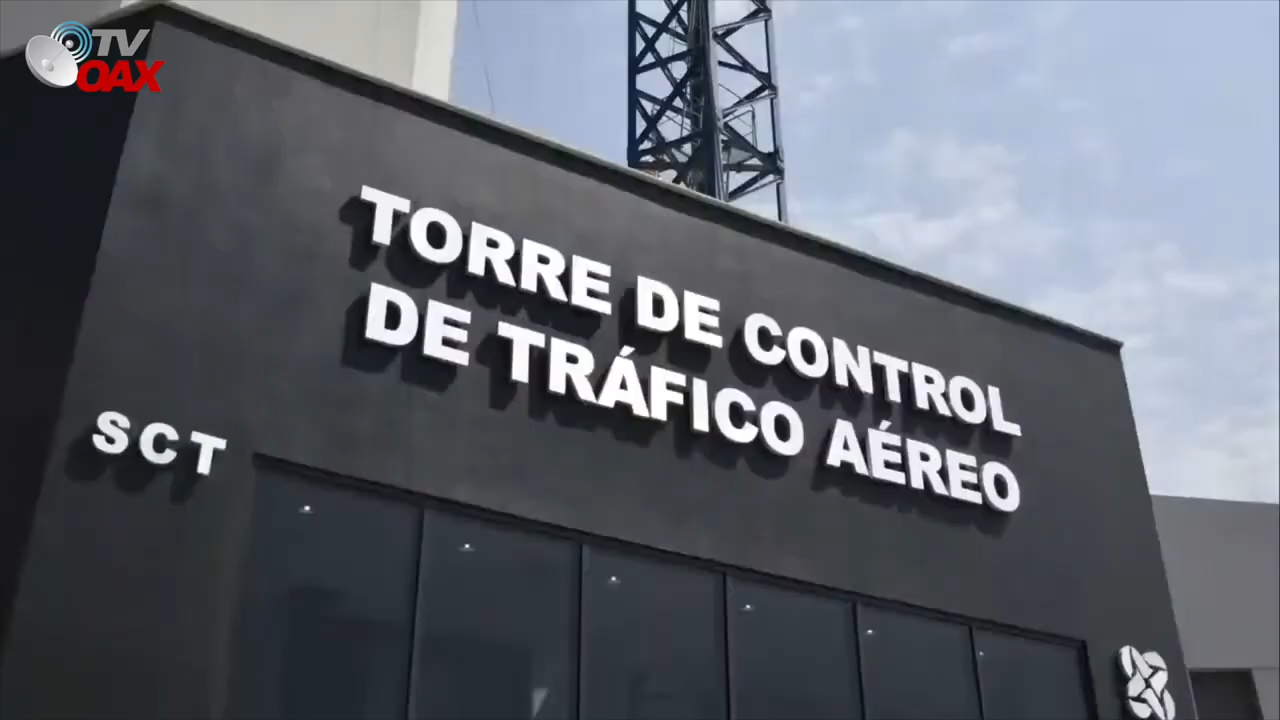 TV
OAX
TORRE DE CONTROL
DE TRÁFICO AÉREO
SCT